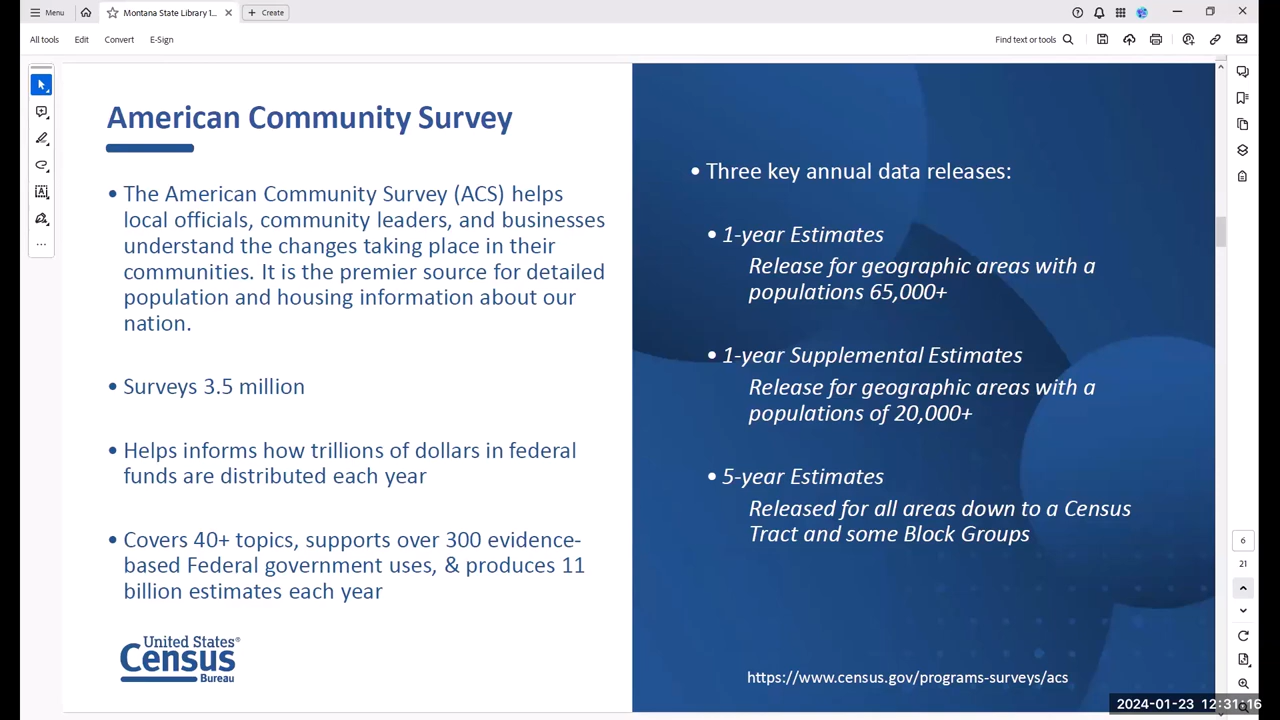 Menu
Montana State Library 1...
Create
All tools
Edit
Convert
E-Sign
Find text or tools
American Community Survey
• The American Community Survey (ACS) helps
local officials, community leaders, and businesses
understand the changes taking place in their
communities. It is the premier source for detailed
population and housing information about our
nation.
• Surveys 3.5 million
• Helps informs how trillions of dollars in federal
funds are distributed each year
• Covers 40+ topics, supports over 300 evidence-
based Federal government uses, & produces 11
billion estimates each year
United States®
Census
Bureau
• Three key annual data releases:
• 1-year Estimates
Release for geographic areas with a
populations 65,000+
• 1-year Supplemental Estimates
Release for geographic areas with a
populations of 20,000+
• 5-year Estimates
Released for all areas down to a Census
Tract and some Block Groups
https://www.census.gov/programs-surveys/acs
6
21
2024-01-23 12:31:16